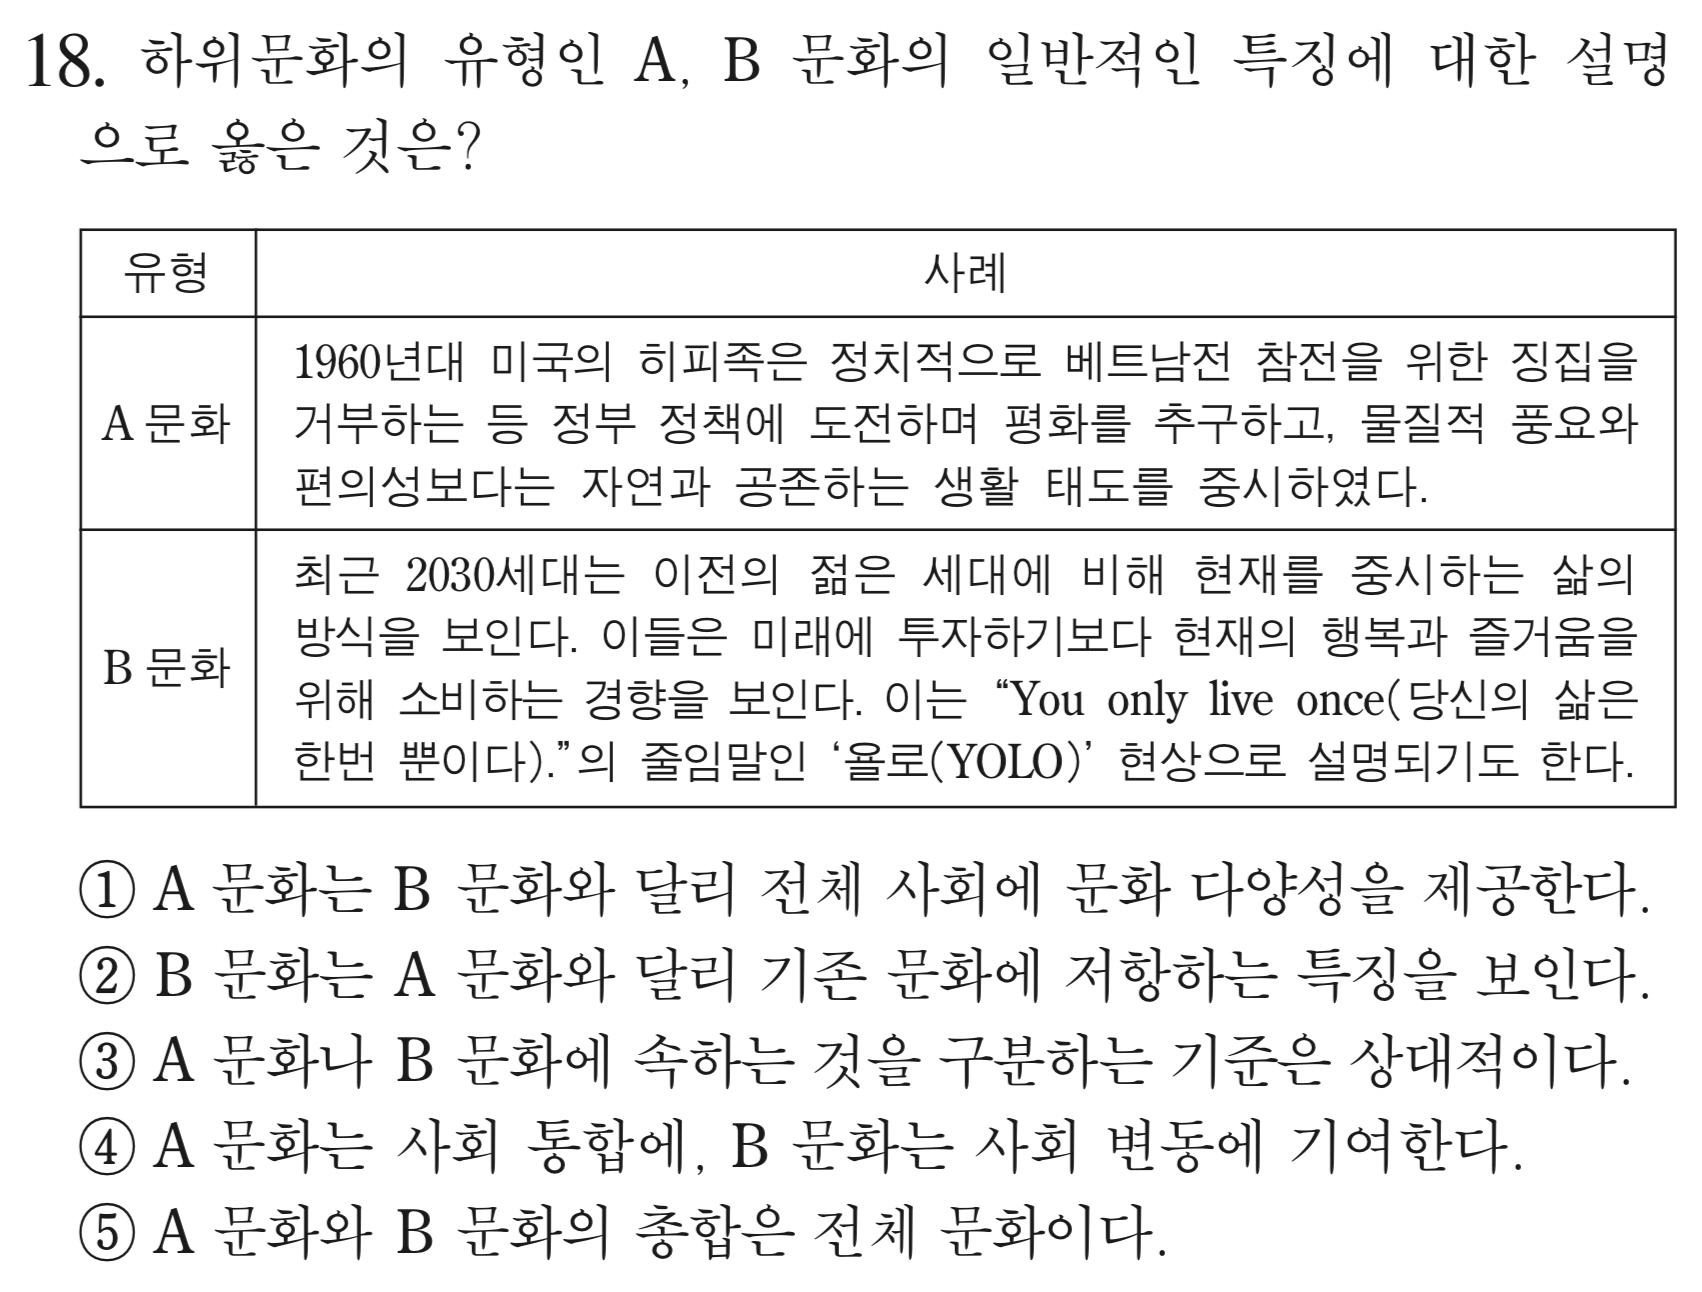 18. 하위문화의 유형인 A, B 문화의 일반적인 특징에 대한 설명
으로 옳은 것은?
유형 사례
A 문화
1960년대 미국의 히피족은 정치적으로 베트남전 참전을 위한 징집을
거부하는 등 정부 정책에 도전하며 평화를 추구하고, 물질적 풍요와
편의성보다는 자연과 공존하는 생활 태도를 중시하였다.
B 문화
최근 2030세대는 이전의 젊은 세대에 비해 현재를 중시하는 삶의
방식을 보인다. 이들은 미래에 투자하기보다 현재의 행복과 즐거움을
위해 소비하는 경향을 보인다. 이는 “You only live once(당신의 삶은
한번 뿐이다).”의 줄임말인 ‘욜로(YOLO)’ 현상으로 설명되기도 한다.
① A 문화는 B 문화와 달리 전체 사회에 문화 다양성을 제공한다.
② B 문화는 A 문화와 달리 기존 문화에 저항하는 특징을 보인다.
③ A 문화나 B 문화에 속하는 것을 구분하는 기준은 상대적이다.
④ A 문화는 사회 통합에, B 문화는 사회 변동에 기여한다.
⑤ A 문화와 B 문화의 총합은 전체 문화이다.